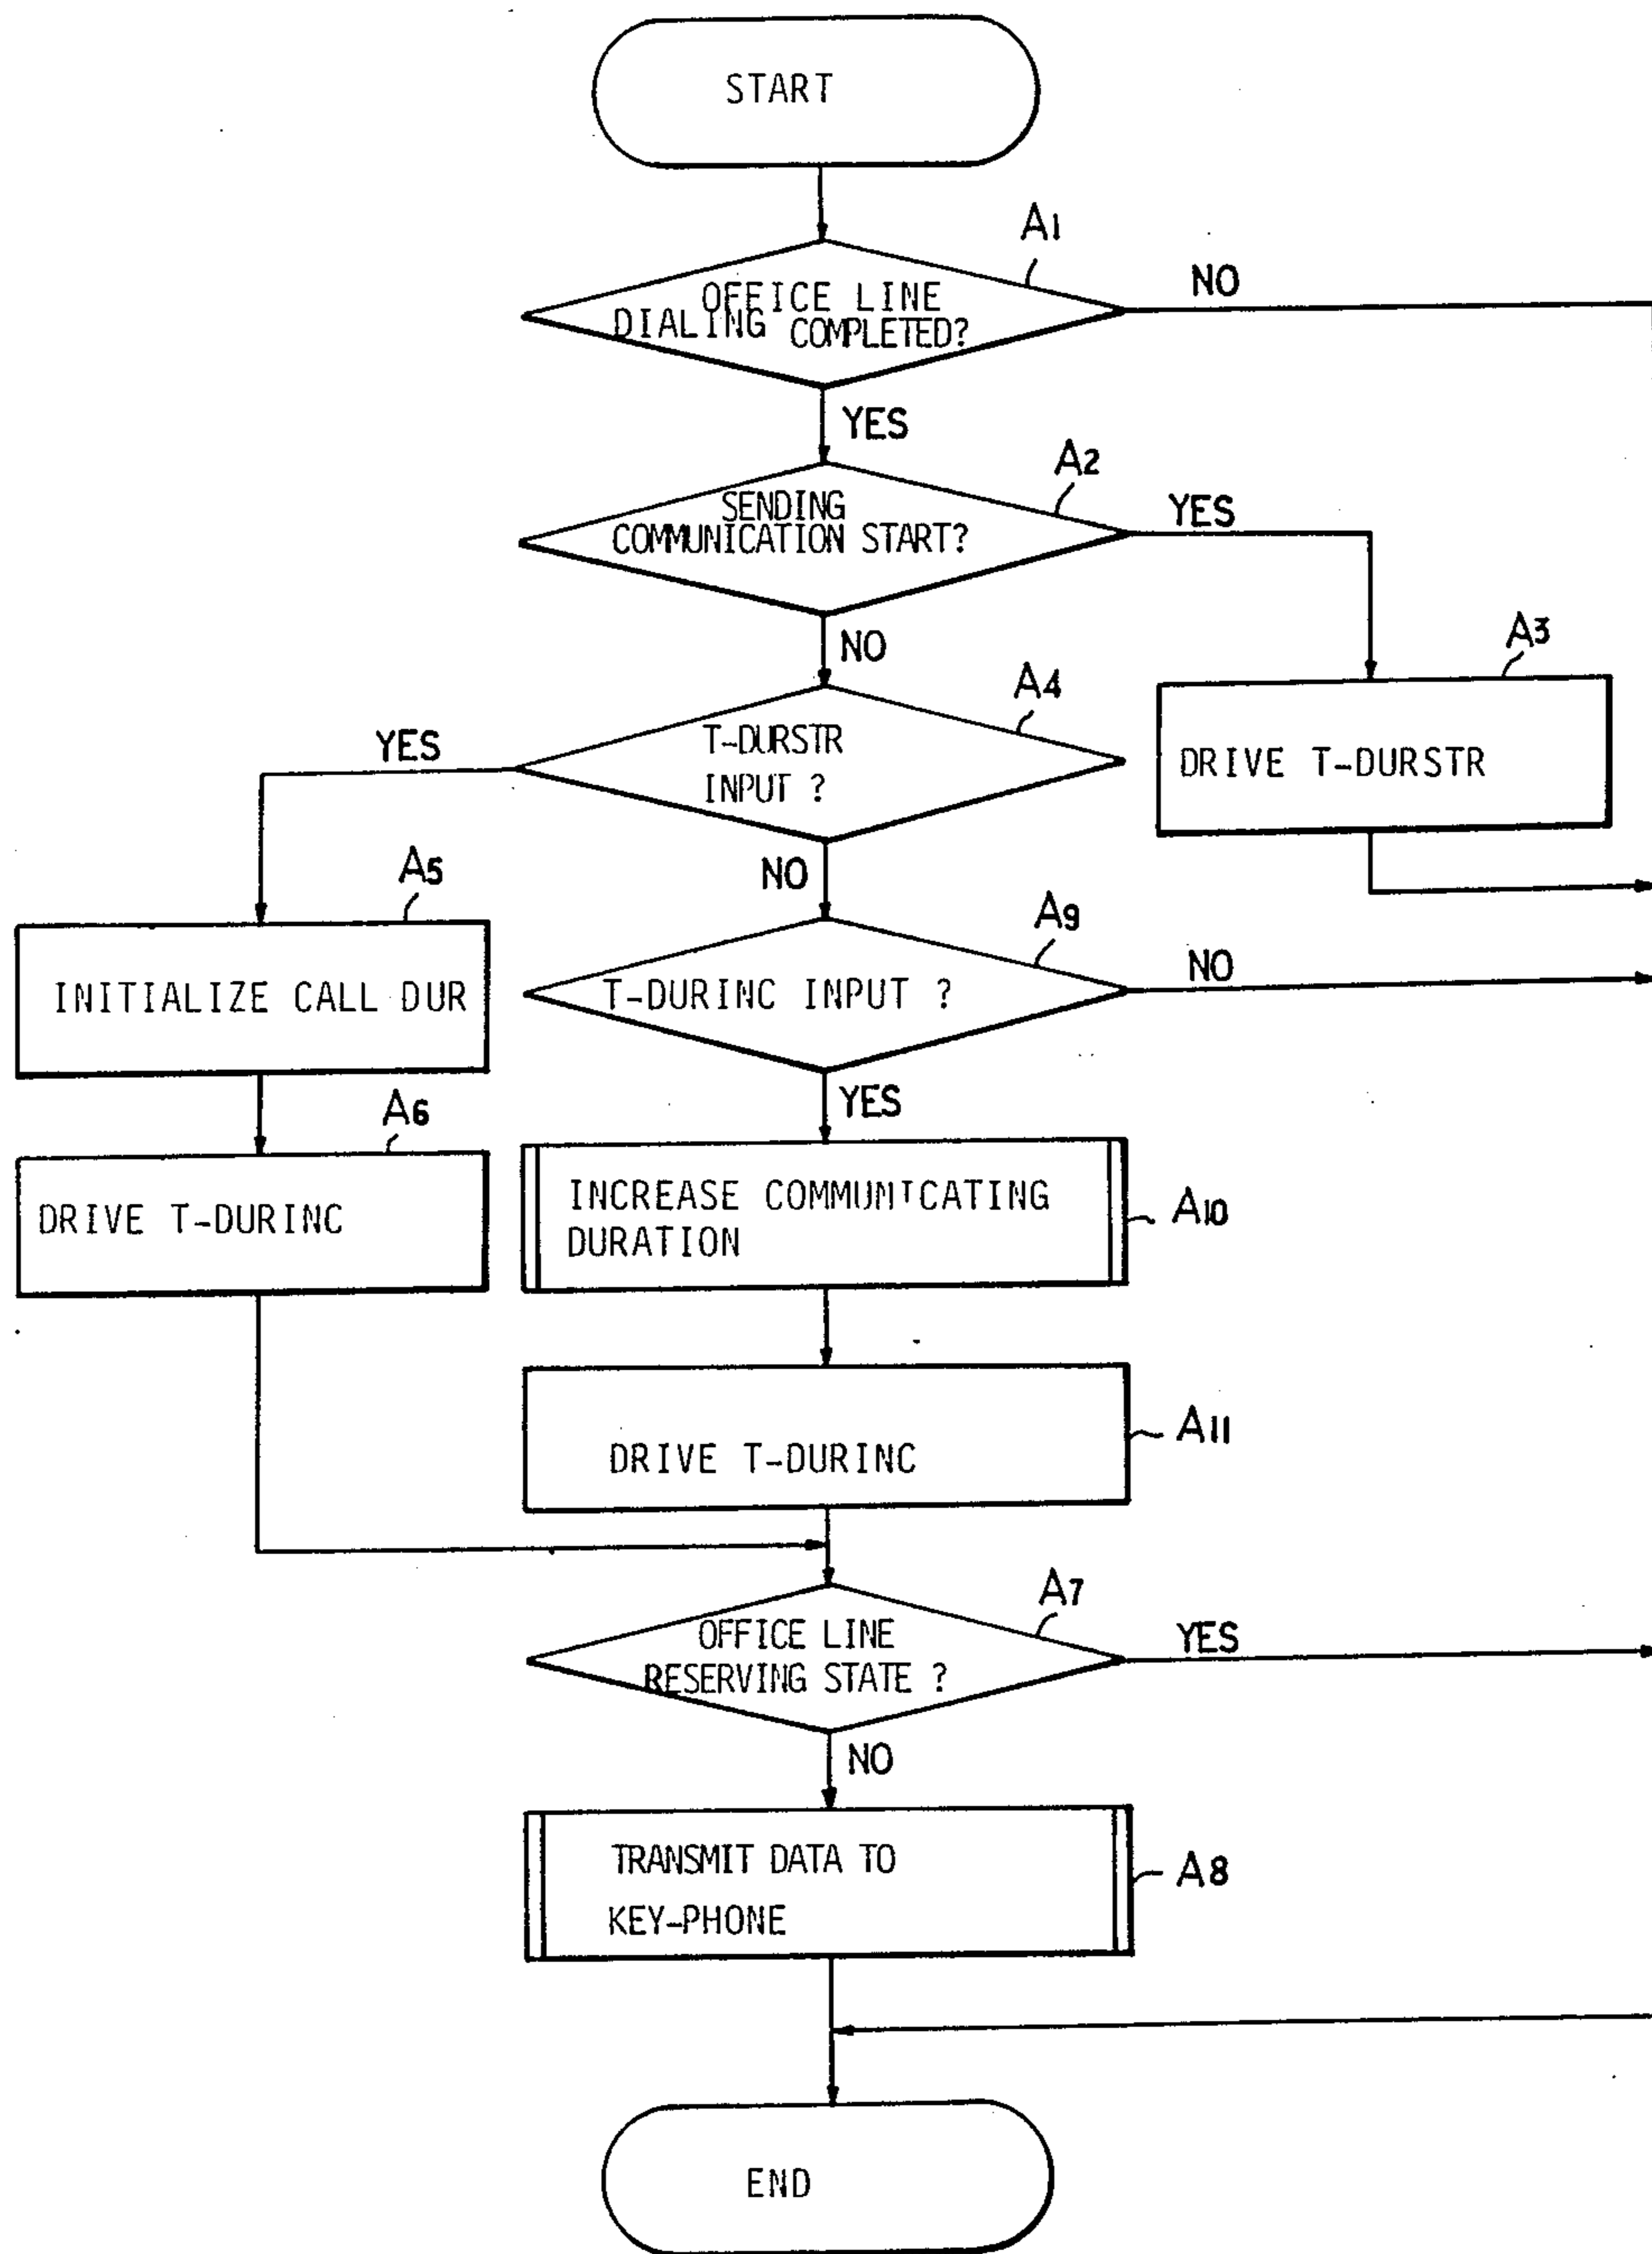 START
A1
NO
OFFICE LINE
DIALING COMPLETED?
YES
A2
SENDING
COMMUNICATION START?
YES
NO
A3
DRIVE T-DURSTR
A4
YES
T-DURSTR
INPUT ?
NO
A5
INITIALIZE CALL DUR
A9
T-DURINC INPUT ?
NO
YES
A6
DRIVE T-DURINC
INCREASE COMMUNICATING
DURATION
A10
DRIVE T-DURINC
A11
A7
OFFICE LINE
RESERVING STATE ?
YES
NO
TRANSMIT DATA TO
KEY-PHONE
A8
END